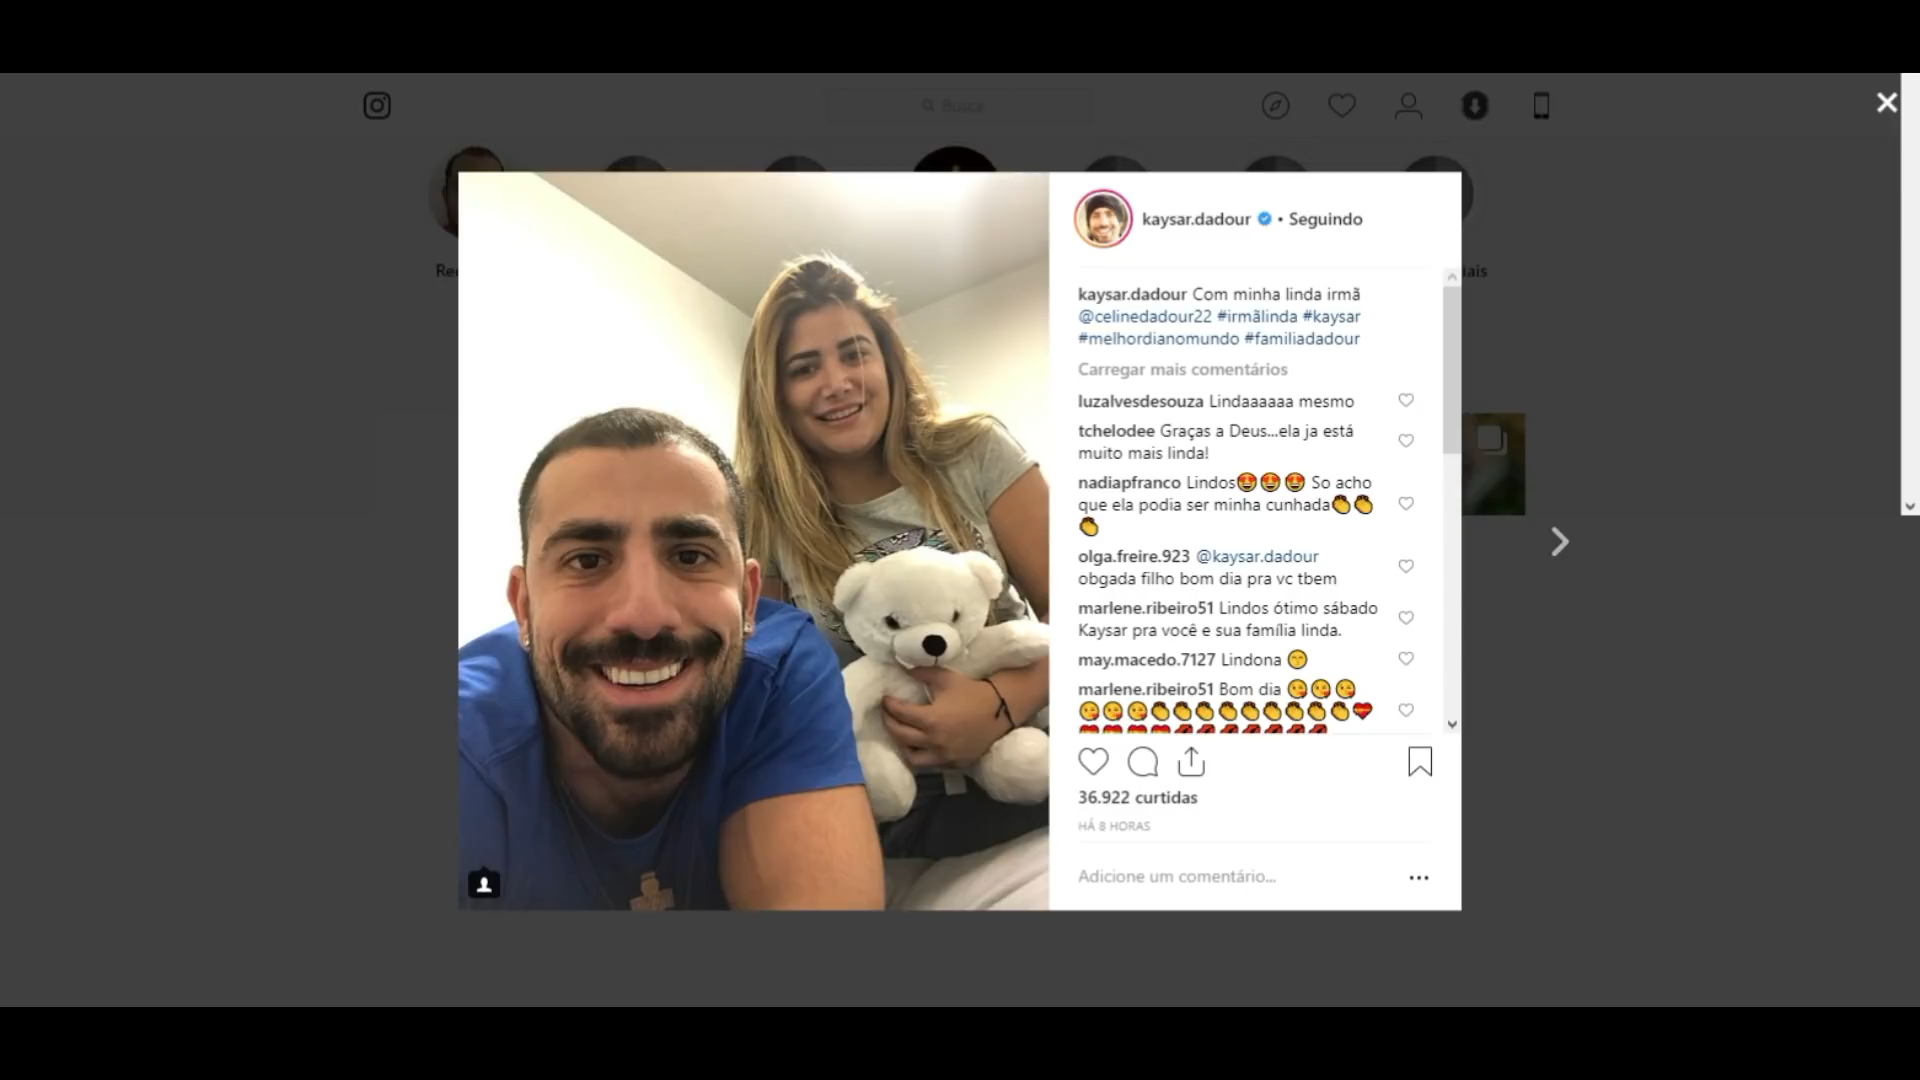 Busca
kaysar.dadour • Seguindo
kaysar.dadour Com minha linda irmã
@celinedadour22 #irmãlinda #kaysar
#melhordianomundo #familiadadour
Carregar mais comentários
luzalvesdesouza Lindaaaaaa mesmo
tchelodee Graças a Deus...ela ja está
muito mais linda!
nadiapfranco Lindos😍😍😍 So acho
que ela podia ser minha cunhada👏👏
👏
olga.freire.923 @kaysar.dadour
obgada filho bom dia pra vc tbem
marlene.ribeiro51 Lindos ótimo sábado
Kaysar pra você e sua família linda.
may.macedo.7127 Lindona 😙
marlene.ribeiro51 Bom dia 😘😘😘
😘😘😘👏👏👏👏👏👏👏👏👏💝
36.922 curtidas
HÁ 8 HORAS
Adicione um comentário...